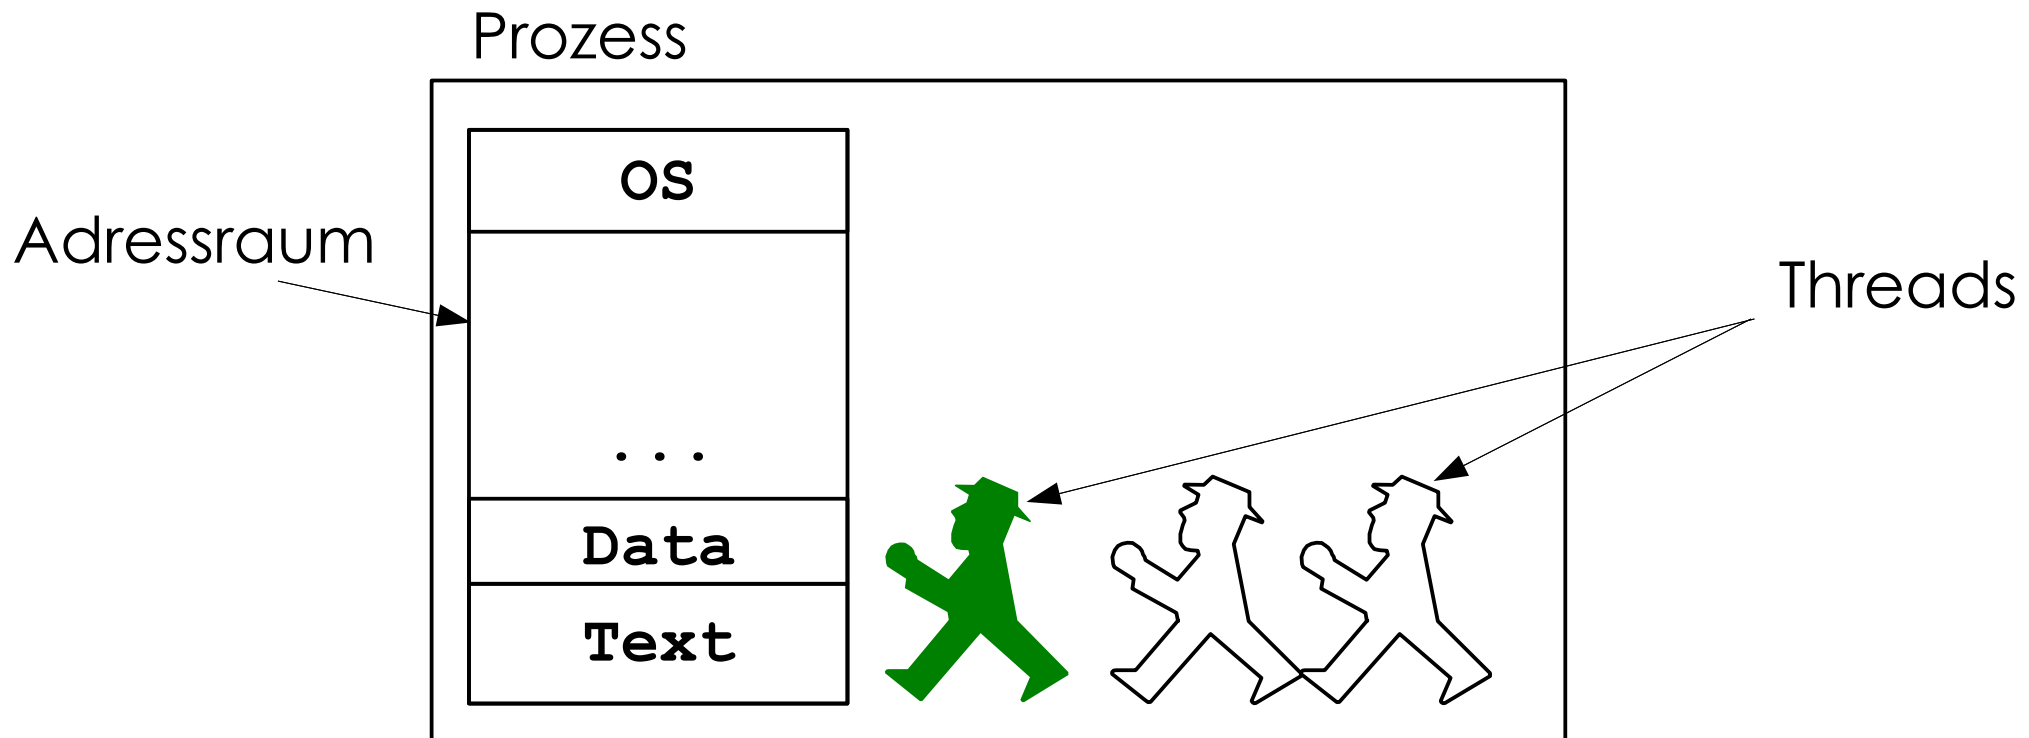 Prozess
OS
Adressraum
Threads
...
Data
Text